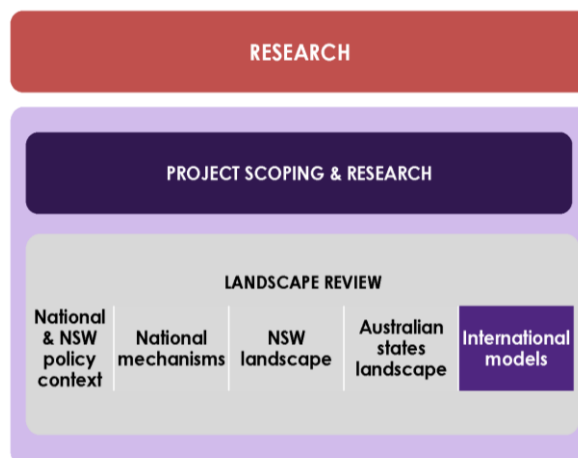 RESEARCH
PROJECT SCOPING & RESEARCH
LANDSCAPE REVIEW
National
& NSW
policy
context
National
mechanisms
NSW
landscape
Australian
states
landscape
International
models